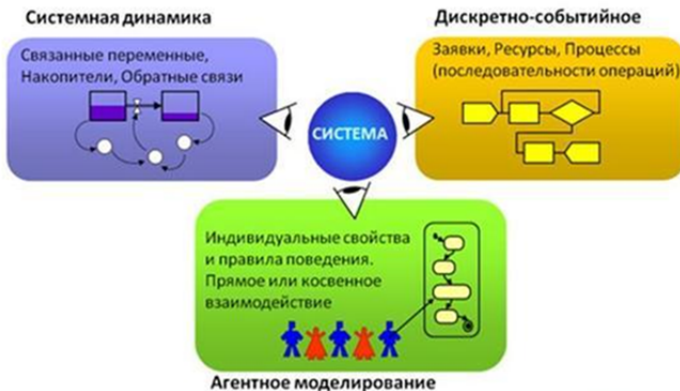 Системная динамика
Связанные переменные,
Накопители, Обратные связи
Дискретно-событийное
Заявки, Ресурсы, Процессы
(последовательности операций)
СИСТЕМА
Индивидуальные свойства
и правила поведения.
Прямое или косвенное
взаимодействие
Агентное моделирование